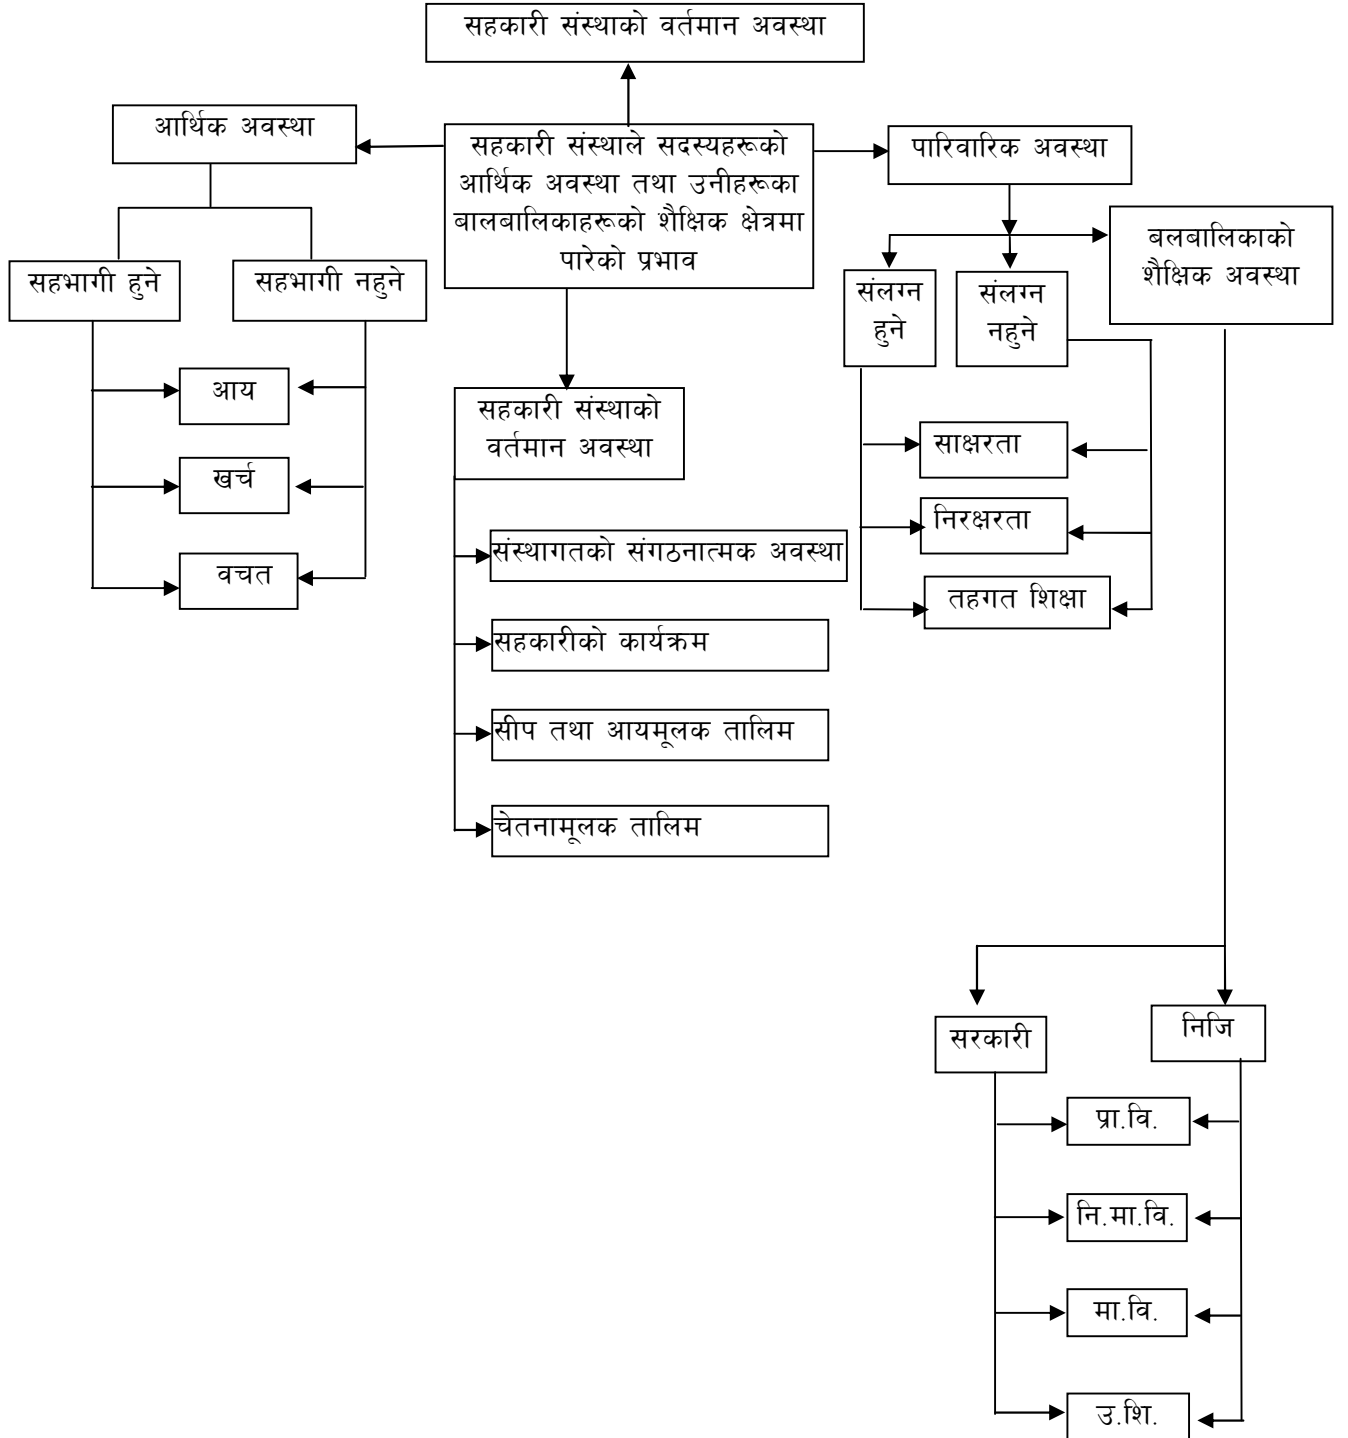 सहकारी संस्थाको वर्तमान अवस्था
आर्थिक अवस्था
सहकारी संस्थाले सदस्यहरूको
आर्थिक अवस्था तथा उनीहरूका
बालबालिकाहरूको शैक्षिक क्षेत्रमा
पारेको प्रभाव
पारिवारिक अवस्था
बलबालिकाको
शैक्षिक अवस्था
सहभागी हुने
सहभागी नहुने
संलग्न
हुने
संलग्न
नहुने
आय
खर्च
वचत
सहकारी संस्थाको
वर्तमान अवस्था
साक्षरता
निरक्षरता
तहगत शिक्षा
संस्थागतको संगठनात्मक अवस्था
सहकारीको कार्यक्रम
सीप तथा आयमूलक तालिम
चेतनामूलक तालिम
सरकारी
निजि
प्रा.वि.
नि.मा.वि.
मा.वि.
उ.शि.